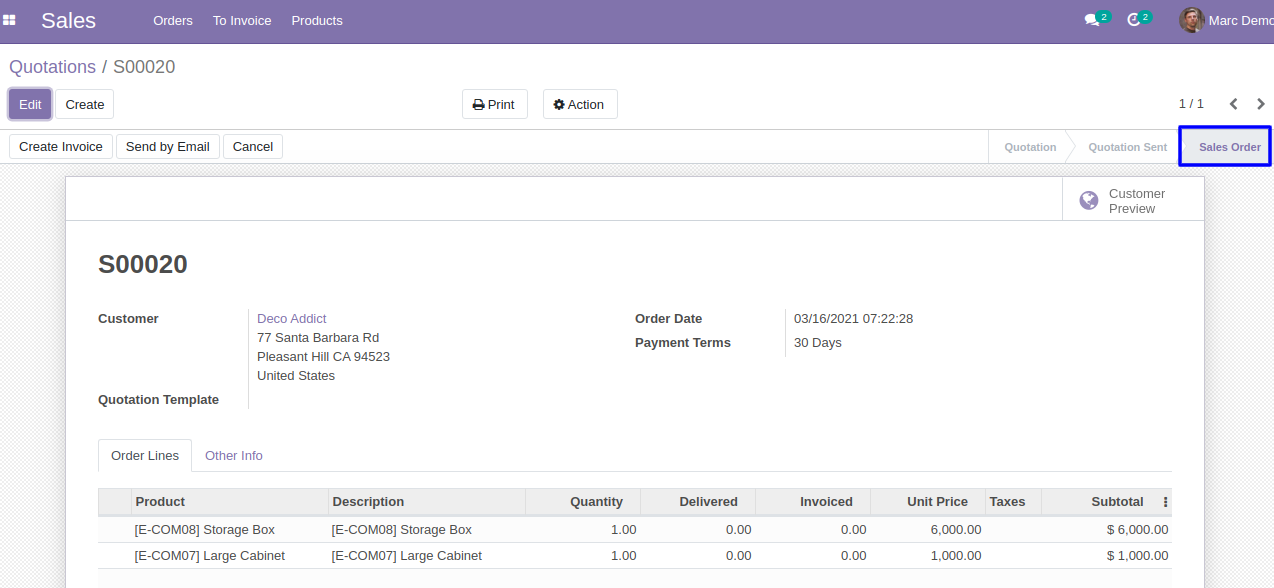 Sales Orders To Invoice Products 2 2 Marc Demo
Quotations / S00020
Edit Create Print Action 1 / 1
Create Invoice Send by Email Cancel Quotation Quotation Sent Sales Order
Customer
Preview
S00020
Customer Deco Addict Order Date 03/16/2021 07:22:28
77 Santa Barbara Rd
Payment Terms 30 Days
Pleasant Hill CA 94523
United States
Quotation Template
Order Lines Other Info
Product Description Quantity Delivered Invoiced Unit Price Taxes Subtotal
[E-COM08] Storage Box [E-COM08] Storage Box 1.00 0.00 0.00 6,000.00 $ 6,000.00
[E-COM07] Large Cabinet [E-COM07] Large Cabinet 1.00 0.00 0.00 1,000.00 $ 1,000.00